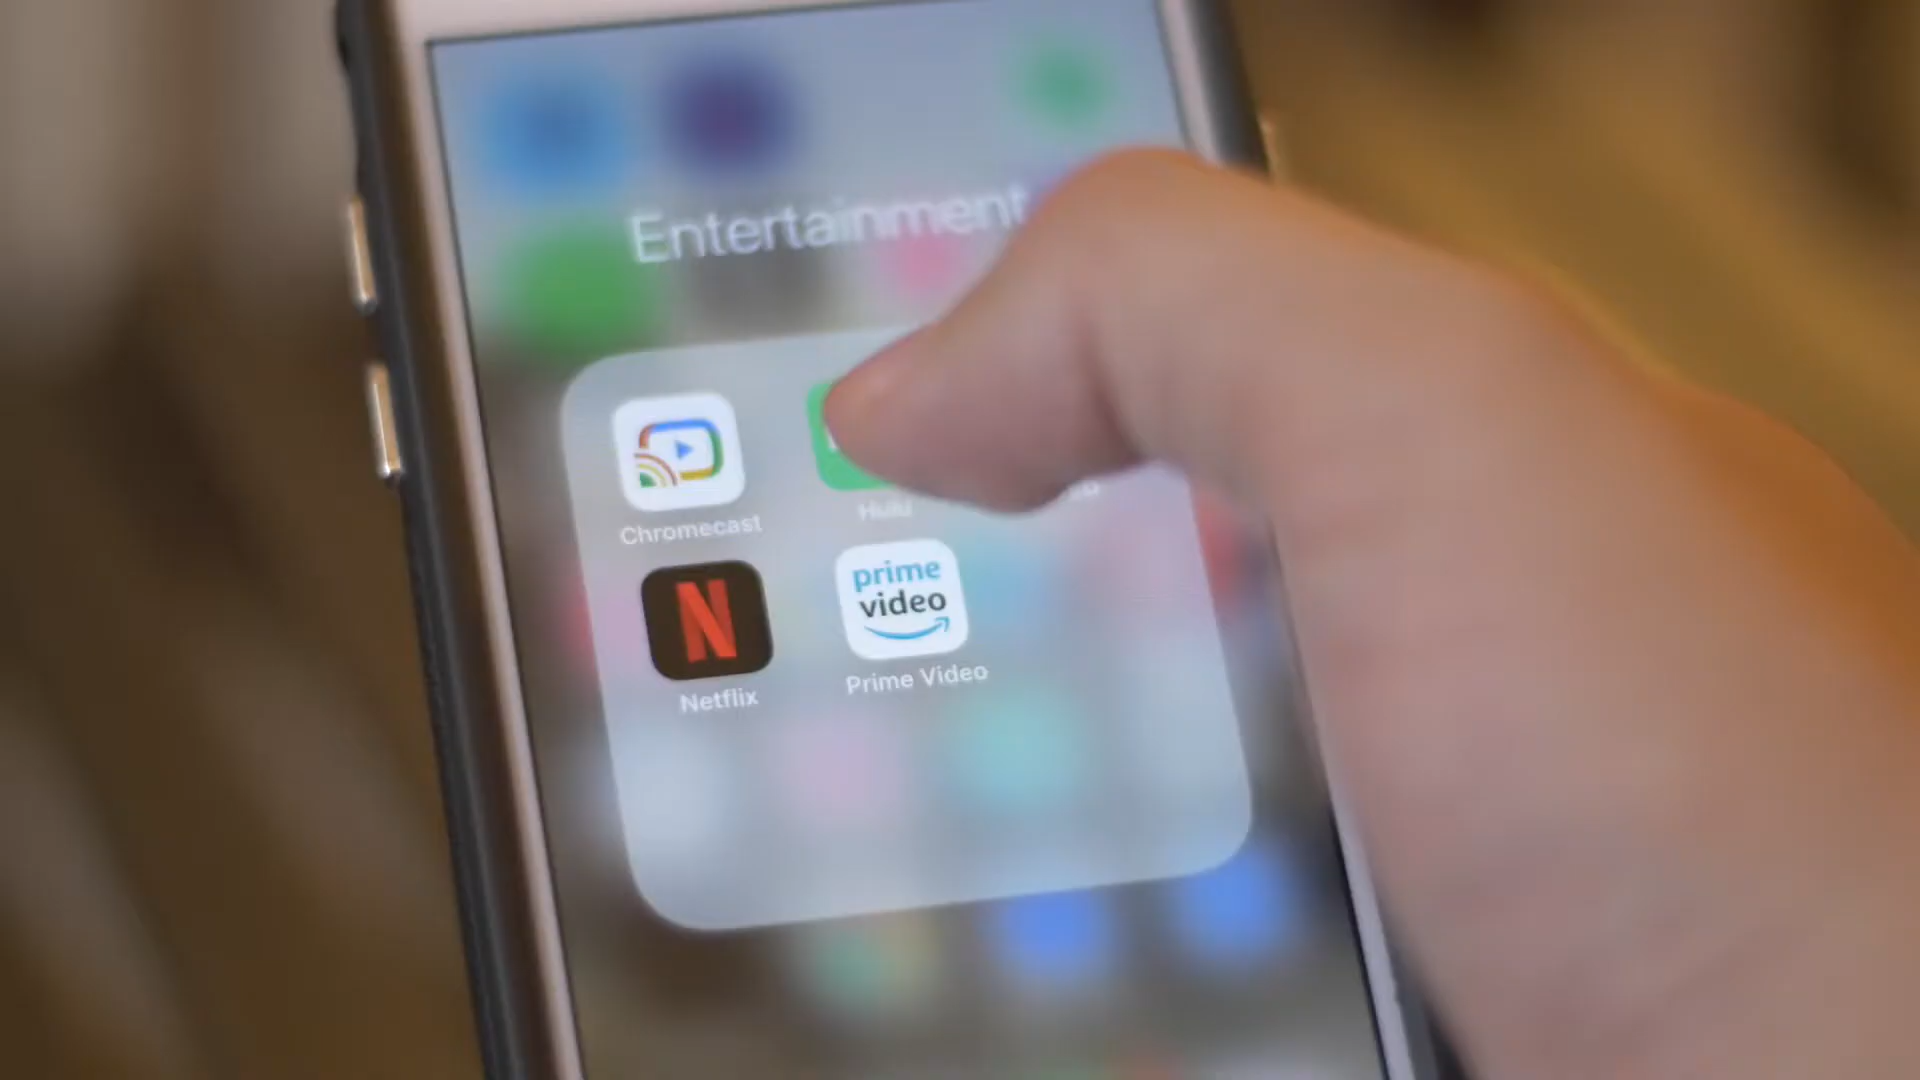 Entertainment
Chromecast
Hulu
N
prime
video
Netflix
Prime Video